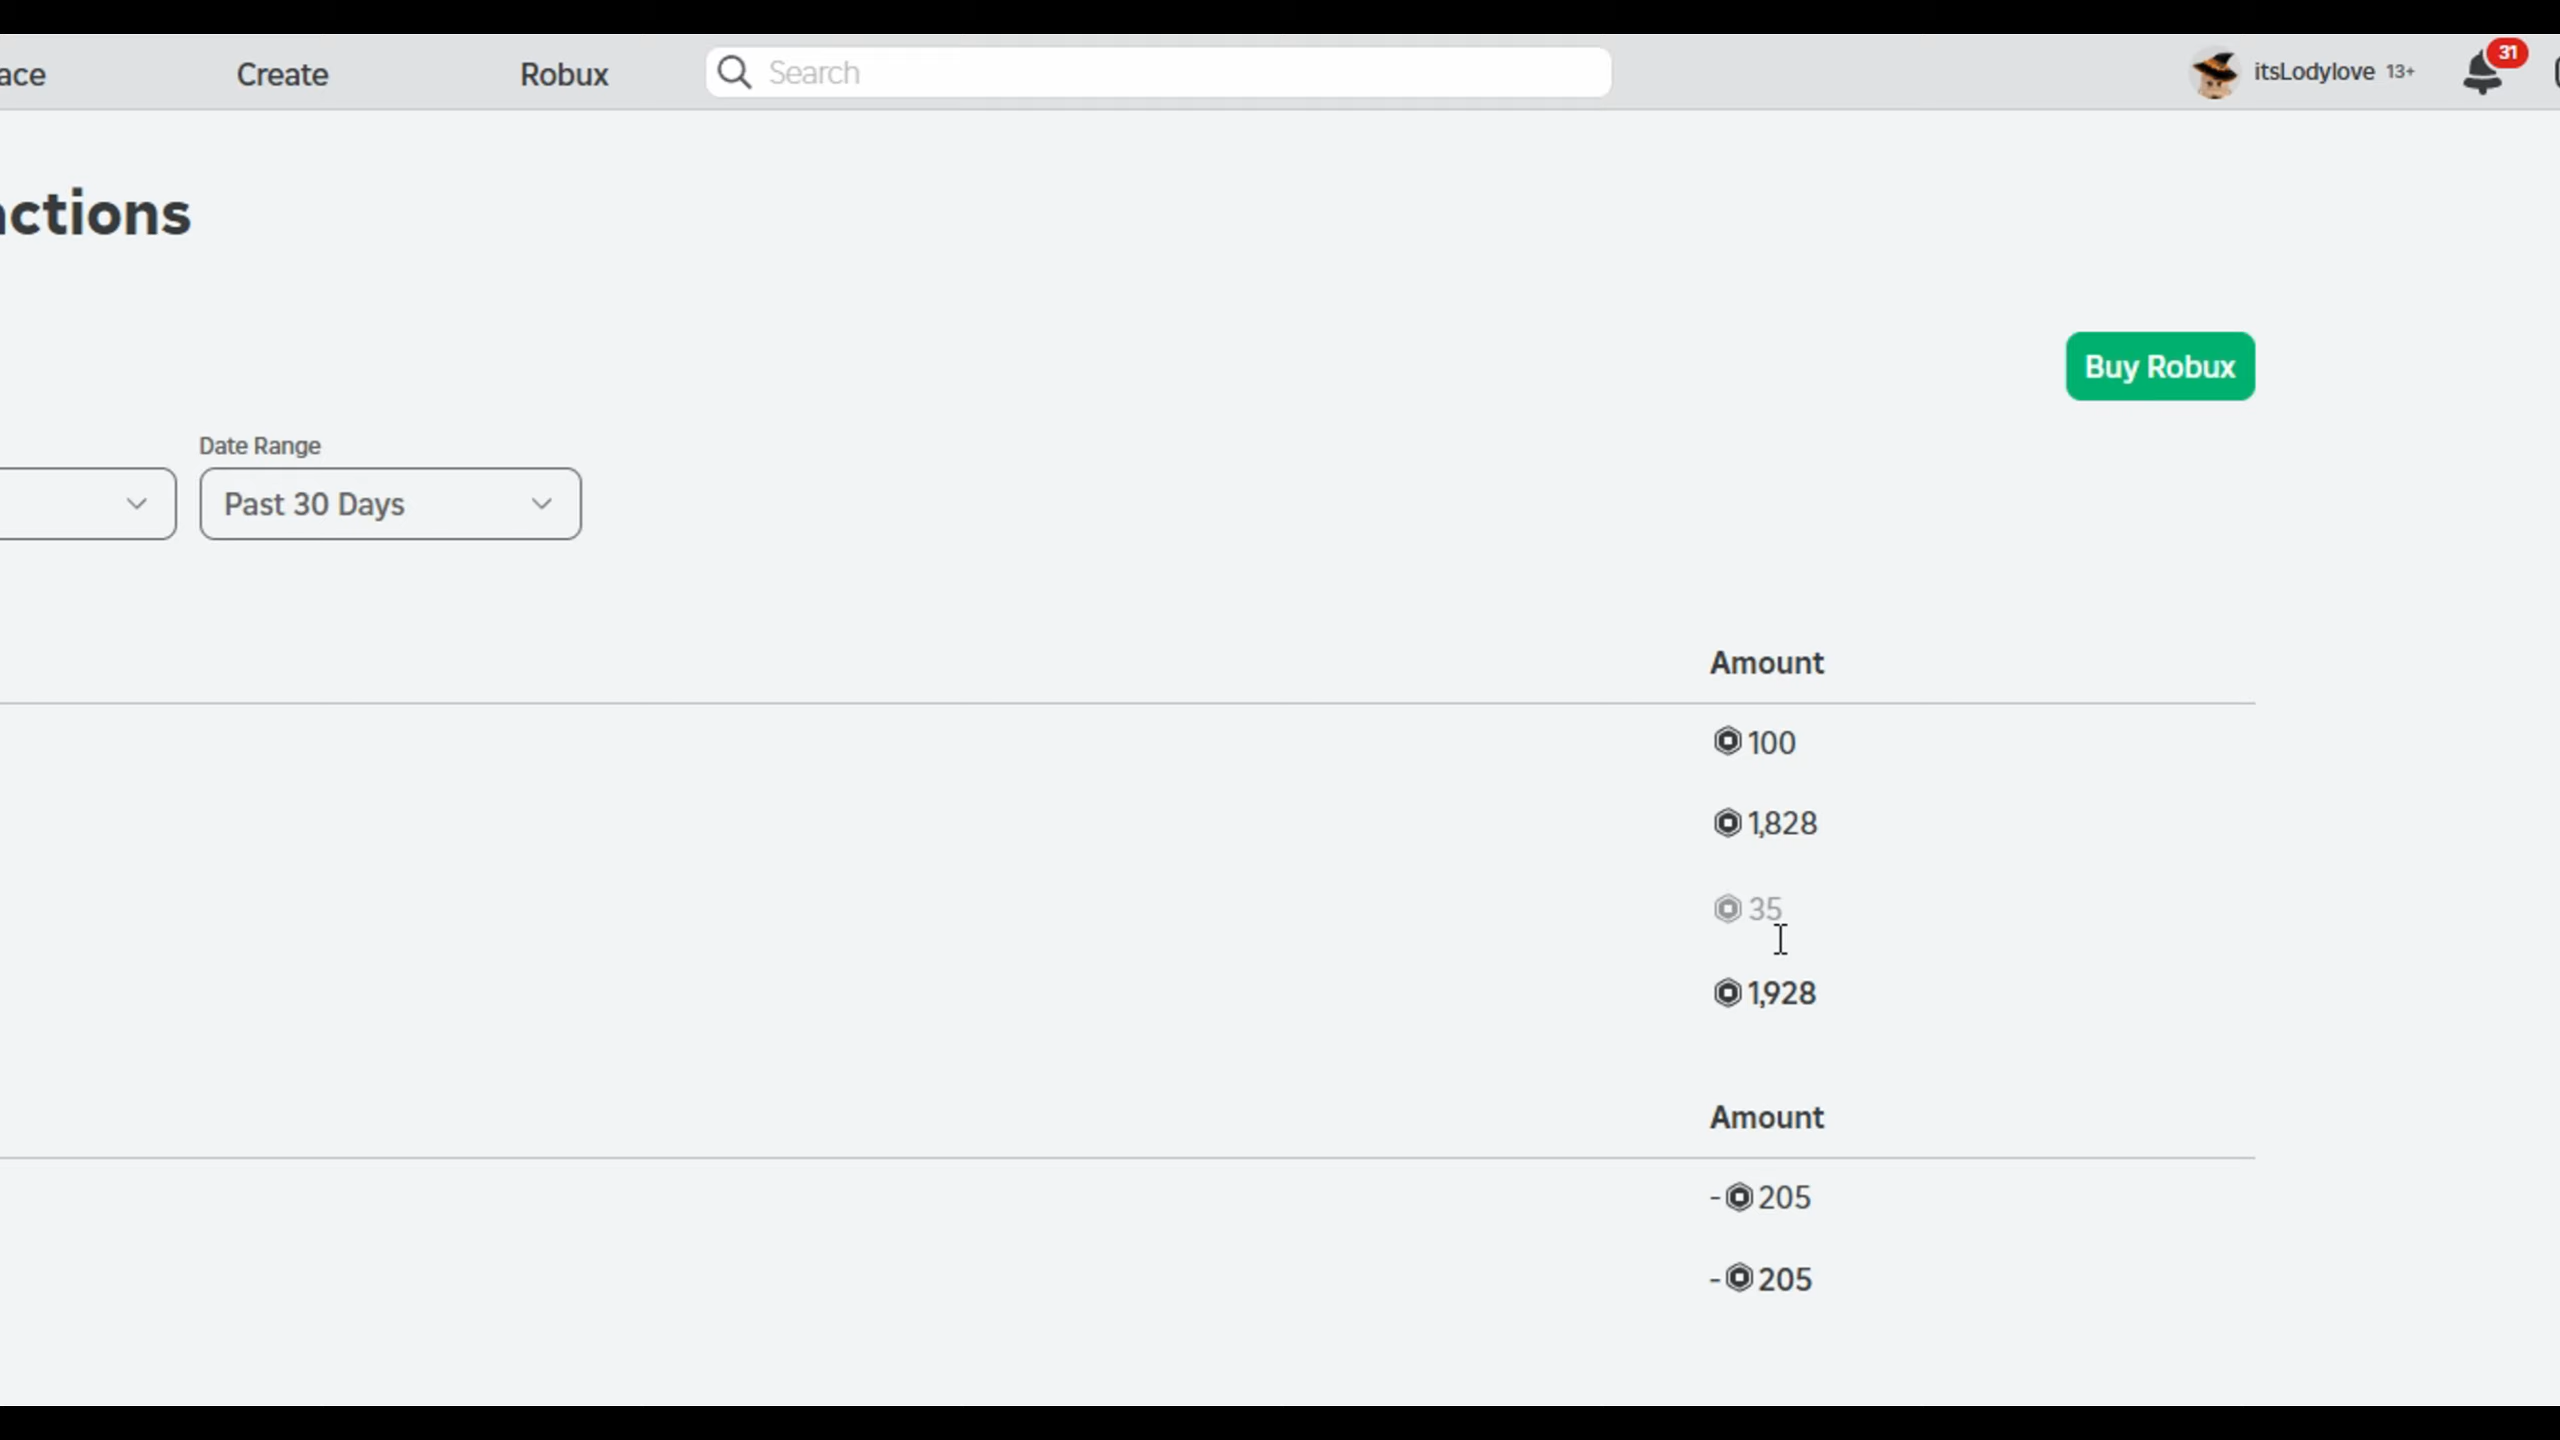 ace Create Robux Search itsLodylove 13+ 31
actions
Buy Robux
Date Range
Past 30 Days
Amount
100
1,828
35
1,928
Amount
-205
-205